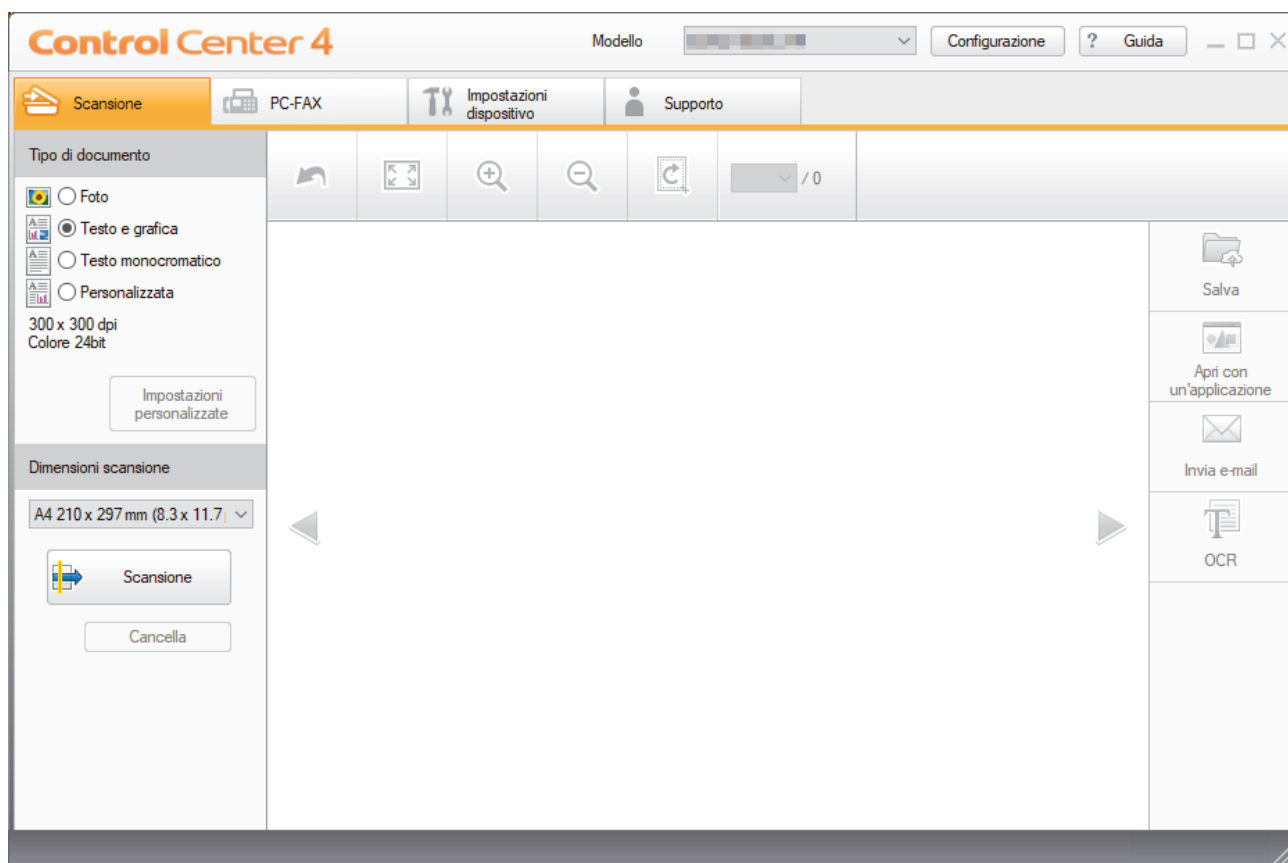 Control Center 4
Modello
Configurazione
? Guida
Scansione
PC-FAX
Impostazioni
dispositivo
Supporto
Tipo di documento
Foto
Testo e grafica
Testo monocromatico
Personalizzata
300 x 300 dpi
Colore 24bit
Impostazioni
personalizzate
/ 0
Dimensioni scansione
A4 210 x 297 mm (8.3 x 11.7
Scansione
Cancella
Salva
Apri con
un'applicazione
Invia e-mail
OCR